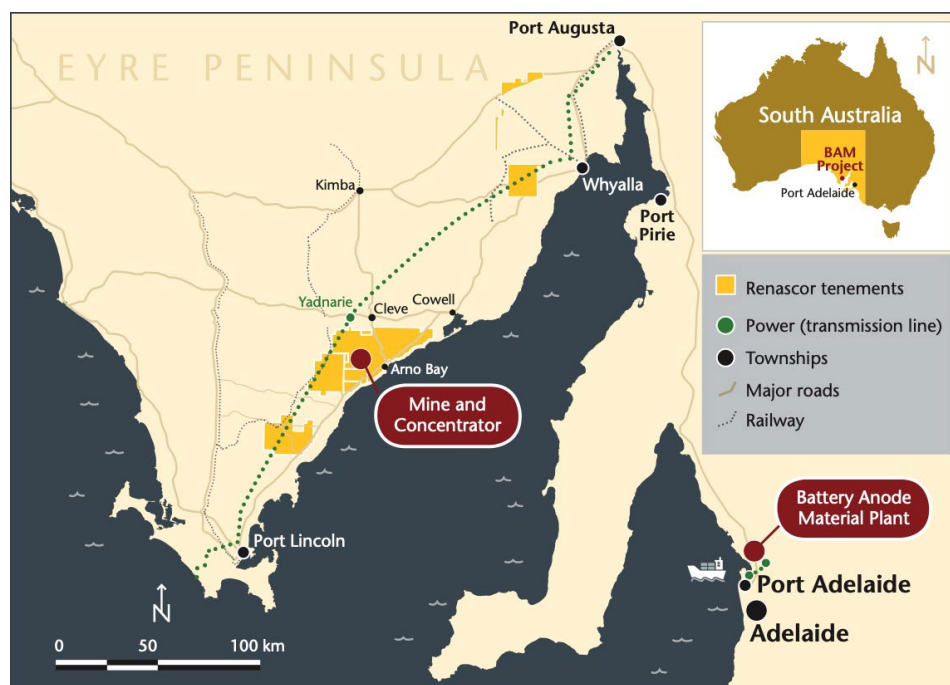 EYRE PENINSULA
Port Augusta
Kimba
Whyalla
Port
Pirie
Yadnarie
Cleve
Cowell
Arno Bay
Mine and
Concentrator
Port Lincoln
N
0 50 100 km
Battery Anode
Material Plant
Port Adelaide
Adelaide
N
South Australia
BAM
Project
Port Adelaide
Renascor tenements
Power (transmission line)
Townships
Major roads
Railway